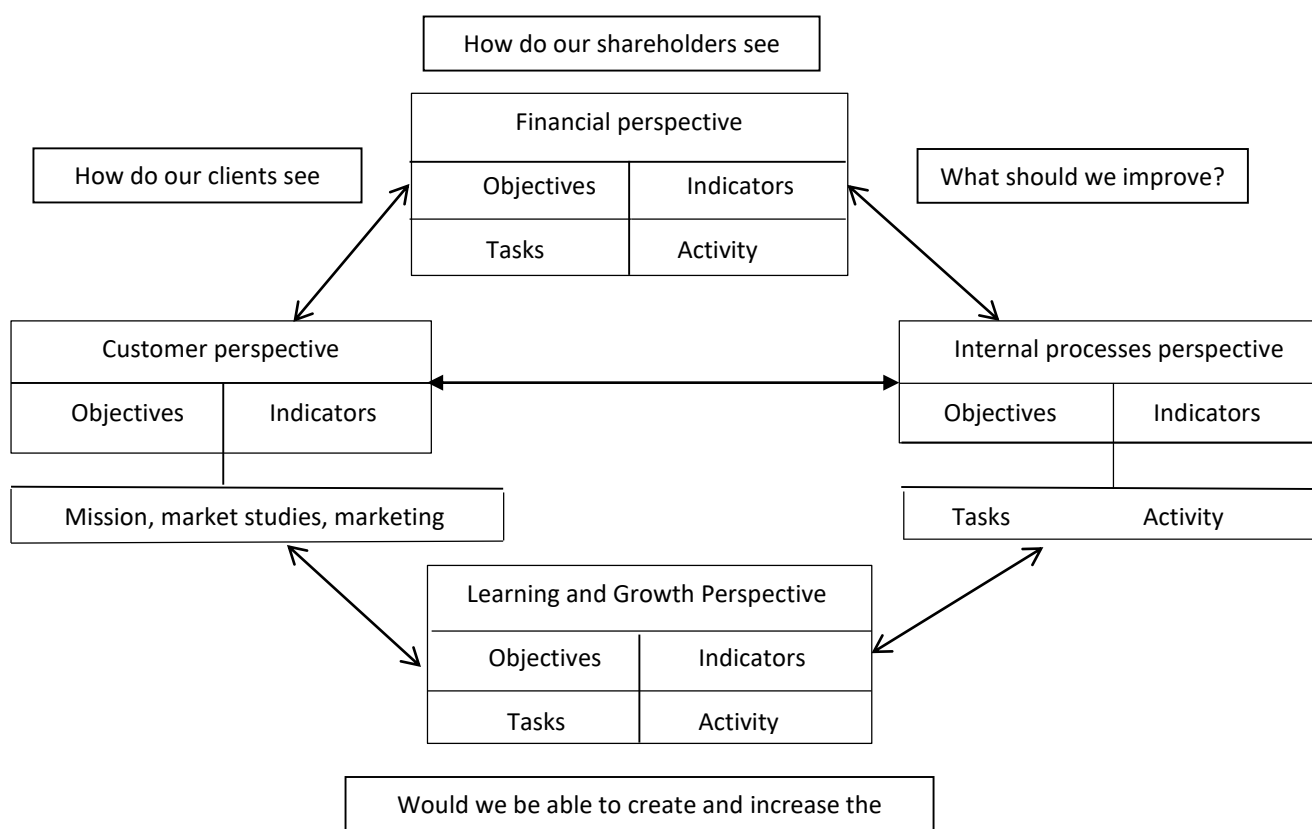 How do our shareholders see
Financial perspective
How do our clients see
Objectives Indicators
What should we improve?
Tasks Activity
Customer perspective
Internal processes perspective
Objectives Indicators
Objectives Indicators
Mission, market studies, marketing
Tasks Activity
Learning and Growth Perspective
Objectives Indicators
Tasks Activity
Would we be able to create and increase the